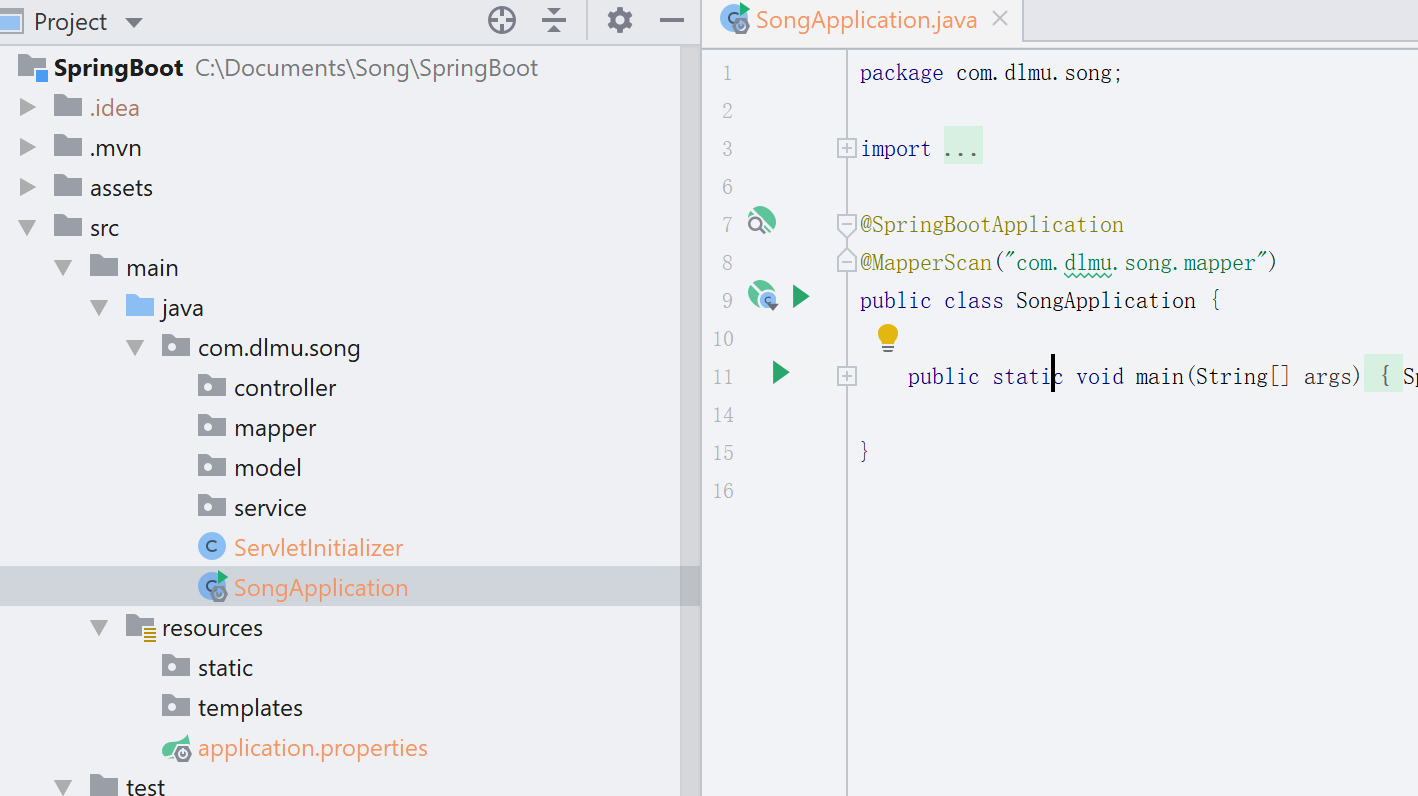 Project
SpringBoot C:\Documents\Song\SpringBoot
.idea
.mvn
assets
src
main
java
com.dlmu.song
controller
mapper
model
service
ServletInitializer
SongApplication
resources
static
templates
application.properties
test
SongApplication.java
1 package com.dlmu.song;
2
3 import ...
6
7 @SpringBootApplication
8 @MapperScan("com.dlmu.song.mapper")
9 public class SongApplication {
10
11 public static void main(String[] args) { Sp
14
15 }
16